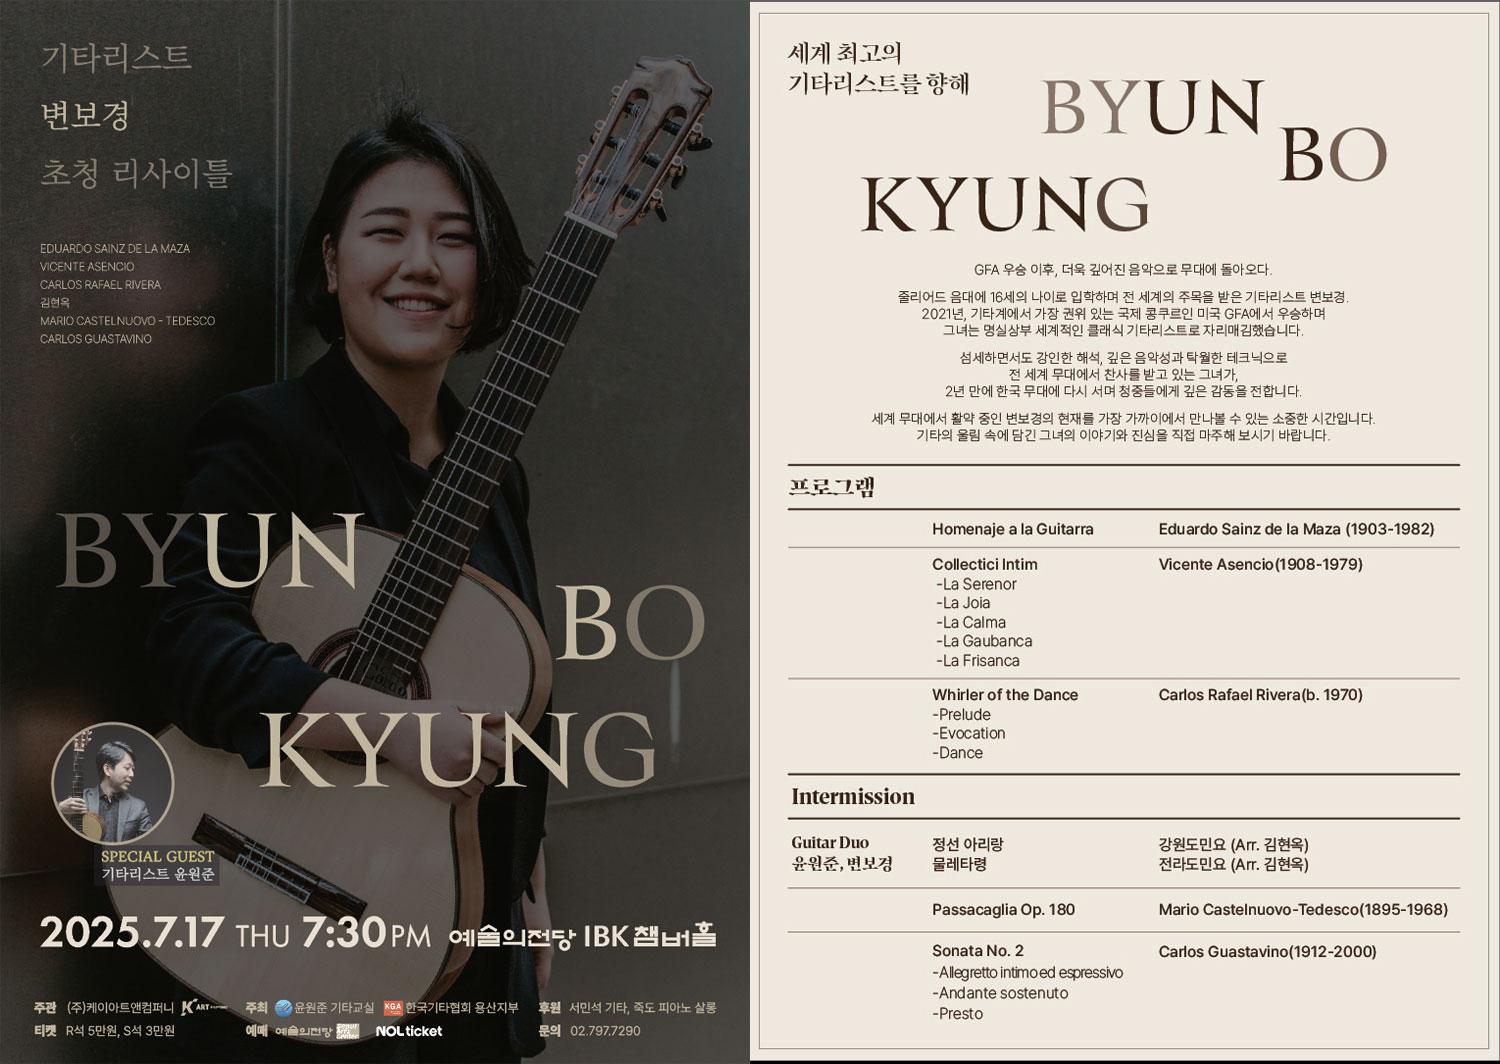 기타리스트
변보경
초청 리사이틀
EDUARDO SAINZ DE LA MAZA
VICENTE ASENCIO
CARLOS RAFAEL RIVERA
김현옥
MARIO CASTELNUOVO - TEDESCO
CARLOS GUASTAVINO
BYUN
BO
KYUNG
SPECIAL GUEST
기타리스트 윤원준
2025.7.17 THU 7:30 PM 예술의전당 IBK챔버홀
주관 (주)케이아트앤컴퍼니 K ART 주최 윤원준 기타교실 KGA 한국기타협회 용산지부 후원 서민석 기타, 죽도 피아노 살롱
티켓 R석 5만원, S석 3만원 예매 예술의전당 Seoul Arts Center NOL ticket 문의 02.797.7290
세계 최고의
기타리스트를 향해
BYUN
BO
KYUNG
GFA 우승 이후, 더욱 깊어진 음악으로 무대에 돌아오다.
줄리어드 음대에 16세의 나이로 입학하며 전 세계의 주목을 받은 기타리스트 변보경.
2021년, 기타계에서 가장 권위 있는 국제 콩쿠르인 미국 GFA에서 우승하며
그녀는 명실상부 세계적인 클래식 기타리스트로 자리매김했습니다.
섬세하면서도 강인한 해석, 깊은 음악성과 탁월한 테크닉으로
전 세계 무대에서 찬사를 받고 있는 그녀가,
2년 만에 한국 무대에 다시 서며 청중들에게 깊은 감동을 전합니다.
세계 무대에서 활약 중인 변보경의 현재를 가장 가까이에서 만나볼 수 있는 소중한 시간입니다.
기타의 울림 속에 담긴 그녀의 이야기와 진심을 직접 마주해 보시기 바랍니다.
프로그램
Homenaje a la Guitarra Eduardo Sainz de la Maza (1903-1982)
Collectici Intim Vicente Asencio(1908-1979)
-La Serenor
-La Joia
-La Calma
-La Gaubanca
-La Frisanca
Whirler of the Dance Carlos Rafael Rivera(b. 1970)
-Prelude
-Evocation
-Dance
Intermission
Guitar Duo 정선 아리랑 강원도민요 (Arr. 김현옥)
윤원준, 변보경 물레타령 전라도민요 (Arr. 김현옥)
Passacaglia Op. 180 Mario Castelnuovo-Tedesco(1895-1968)
Sonata No. 2 Carlos Guastavino(1912-2000)
-Allegretto intimo ed espressivo
-Andante sostenuto
-Presto